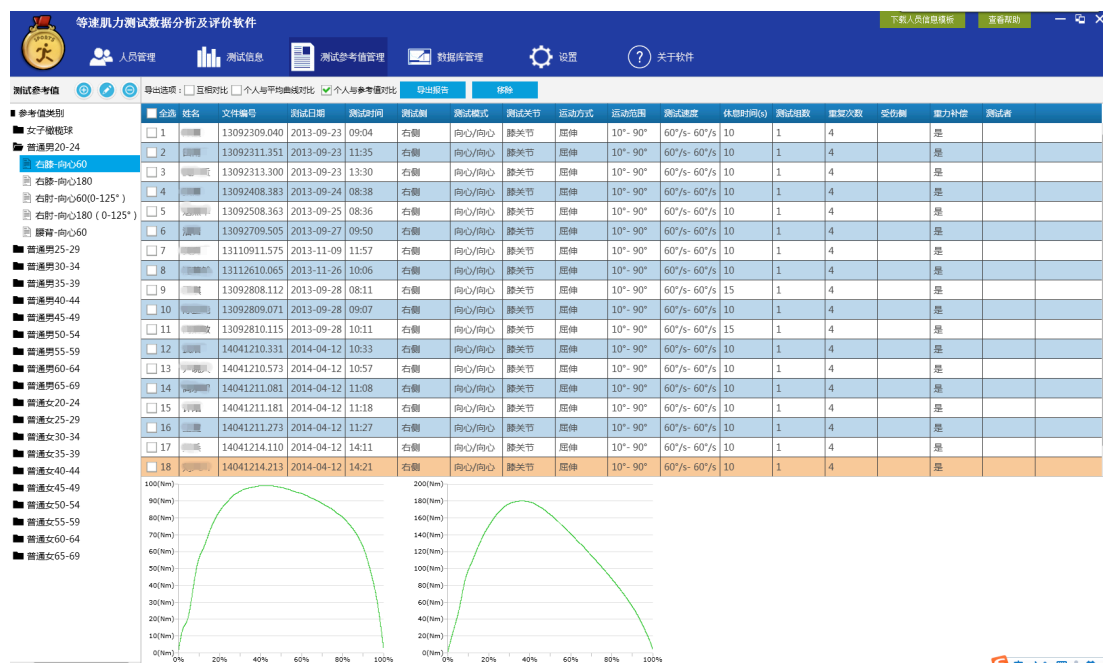 等速肌力测试数据分析及评价软件
下载人员信息模板 查看帮助
SPORTS
人员管理 测试信息 测试参考值管理 数据库管理 设置 ? 关于软件
测试参考值 导出选项: 互相对比 个人与平均曲线对比 个人与参考值对比 导出报告 移除
参考值类别
女子橄榄球
普通男20-24
右膝-向心60
右膝-向心180
右肘-向心60(0-125°)
右肘-向心180(0-125°)
腰背-向心60
普通男25-29
普通男30-34
普通男35-39
普通男40-44
普通男45-49
普通男50-54
普通男55-59
普通男60-64
普通男65-69
普通女20-24
普通女25-29
普通女30-34
普通女35-39
普通女40-44
普通女45-49
普通女50-54
普通女55-59
普通女60-64
普通女65-69
全选 姓名 文件编号 测试日期 测试时间 测试侧 测试模式 测试关节 运动方式 运动范围 测试速度 休息时间(s) 测试组数 重复次数 受伤侧 重力补偿 测试者
1 13092309.040 2013-09-23 09:04 右侧 向心/向心 膝关节 屈伸 10°- 90° 60°/s- 60°/s 10 1 4 是
2 13092311.351 2013-09-23 11:35 右侧 向心/向心 膝关节 屈伸 10°- 90° 60°/s- 60°/s 10 1 4 是
3 13092313.300 2013-09-23 13:30 右侧 向心/向心 膝关节 屈伸 10°- 90° 60°/s- 60°/s 10 1 4 是
4 13092408.383 2013-09-24 08:38 右侧 向心/向心 膝关节 屈伸 10°- 90° 60°/s- 60°/s 10 1 4 是
5 13092508.363 2013-09-25 08:36 右侧 向心/向心 膝关节 屈伸 10°- 90° 60°/s- 60°/s 10 1 4 是
6 13092709.505 2013-09-27 09:50 右侧 向心/向心 膝关节 屈伸 10°- 90° 60°/s- 60°/s 10 1 4 是
7 13110911.575 2013-11-09 11:57 右侧 向心/向心 膝关节 屈伸 10°- 90° 60°/s- 60°/s 10 1 4 是
8 13112610.065 2013-11-26 10:06 右侧 向心/向心 膝关节 屈伸 10°- 90° 60°/s- 60°/s 10 1 4 是
9 13092808.112 2013-09-28 08:11 右侧 向心/向心 膝关节 屈伸 10°- 90° 60°/s- 60°/s 15 1 4 是
10 13092809.071 2013-09-28 09:07 右侧 向心/向心 膝关节 屈伸 10°- 90° 60°/s- 60°/s 10 1 4 是
11 13092810.115 2013-09-28 10:11 右侧 向心/向心 膝关节 屈伸 10°- 90° 60°/s- 60°/s 15 1 4 是
12 14041210.331 2014-04-12 10:33 右侧 向心/向心 膝关节 屈伸 10°- 90° 60°/s- 60°/s 10 1 4 是
13 14041210.573 2014-04-12 10:57 右侧 向心/向心 膝关节 屈伸 10°- 90° 60°/s- 60°/s 10 1 4 是
14 14041211.081 2014-04-12 11:08 右侧 向心/向心 膝关节 屈伸 10°- 90° 60°/s- 60°/s 10 1 4 是
15 14041211.181 2014-04-12 11:18 右侧 向心/向心 膝关节 屈伸 10°- 90° 60°/s- 60°/s 10 1 4 是
16 14041211.273 2014-04-12 11:27 右侧 向心/向心 膝关节 屈伸 10°- 90° 60°/s- 60°/s 10 1 4 是
17 14041214.110 2014-04-12 14:11 右侧 向心/向心 膝关节 屈伸 10°- 90° 60°/s- 60°/s 10 1 4 是
18 14041214.213 2014-04-12 14:21 右侧 向心/向心 膝关节 屈伸 10°- 90° 60°/s- 60°/s 10 1 4 是
100(Nm)
90(Nm)
80(Nm)
70(Nm)
60(Nm)
50(Nm)
40(Nm)
30(Nm)
20(Nm)
10(Nm)
0(Nm)
0% 20% 40% 60% 80% 100%
200(Nm)
180(Nm)
160(Nm)
140(Nm)
120(Nm)
100(Nm)
80(Nm)
60(Nm)
40(Nm)
20(Nm)
0(Nm)
0% 20% 40% 60% 80% 100%